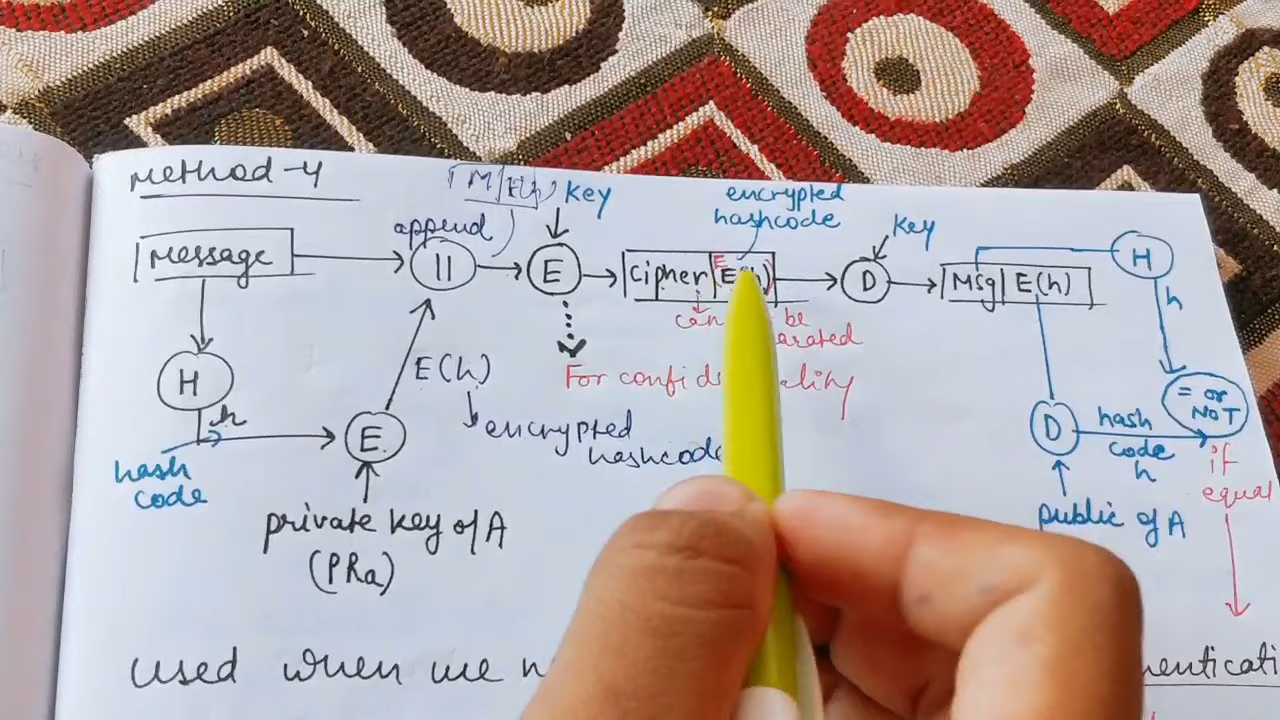 Method-4
M E(h)
Key
encrypted
hashcode
Key
append
Message
||
E
Cipher E(h)
D
Msg E(h)
H
can be
For
E(h)
encrypted
hashcode
H
h
hash
code
E
private key of A
(PRa)
h
= or
NOT
D
hash
code
h
public of A
if
equal
used when we